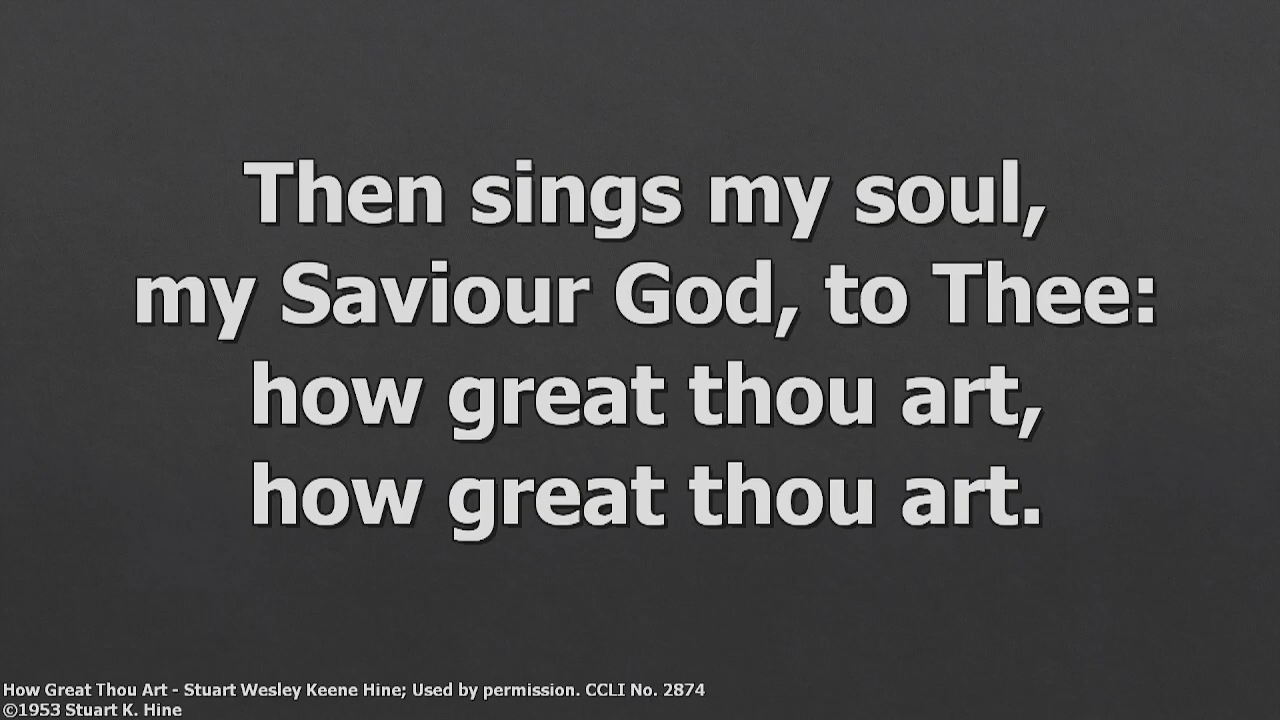 Then sings my soul,
my Saviour God, to Thee:
how great thou art,
how great thou art.
How Great Thou Art - Stuart Wesley Keene Hine; Used by permission. CCLI No. 2874
©1953 Stuart K. Hine